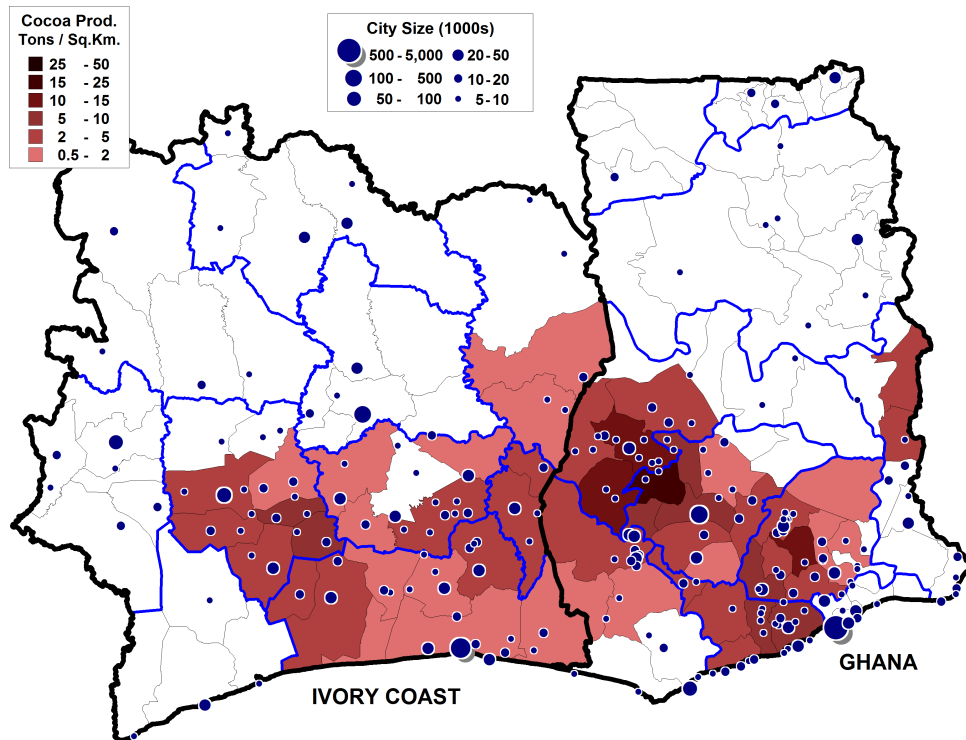 Cocoa Prod.
Tons / Sq.Km.
25 - 50
15 - 25
10 - 15
5 - 10
2 - 5
0.5 - 2
City Size (1000s)
500 - 5,000 20 - 50
100 - 500 10 - 20
50 - 100 5 - 10
GHANA
IVORY COAST